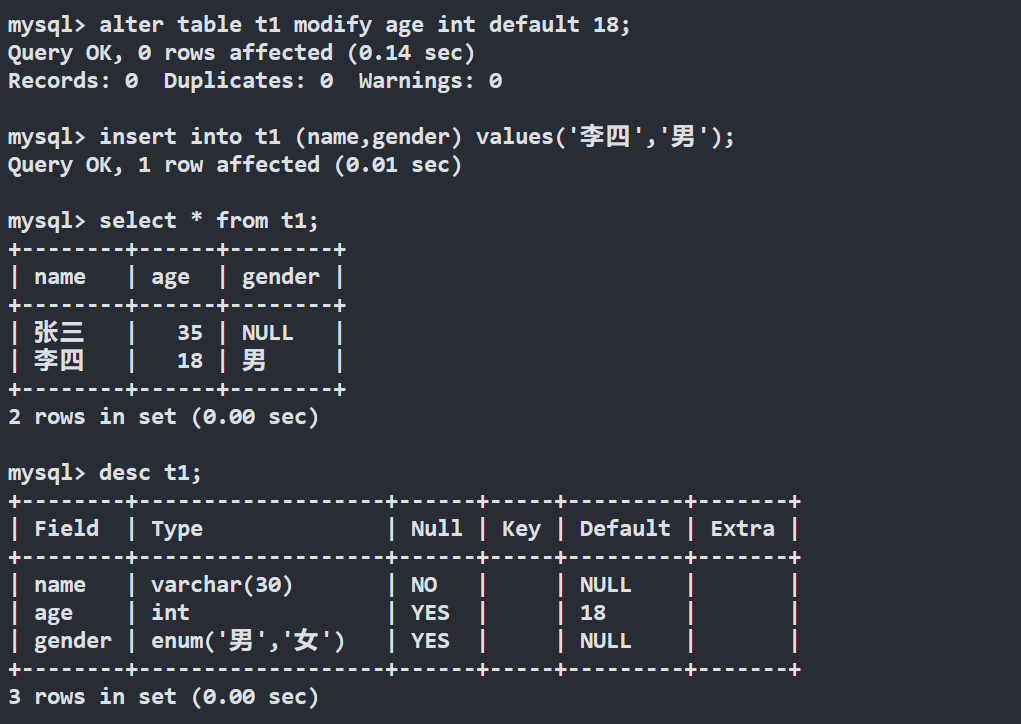 mysql> alter table t1 modify age int default 18;
Query OK, 0 rows affected (0.14 sec)
Records: 0  Duplicates: 0  Warnings: 0
mysql> insert into t1 (name,gender) values('李四','男');
Query OK, 1 row affected (0.01 sec)
mysql> select * from t1;
+--------+------+--------+
| name   | age  | gender |
+--------+------+--------+
| 张三   |   35 | NULL   |
| 李四   |   18 | 男     |
+--------+------+--------+
2 rows in set (0.00 sec)
mysql> desc t1;
+--------+-------------------+------+-----+---------+-------+
| Field  | Type              | Null | Key | Default | Extra |
+--------+-------------------+------+-----+---------+-------+
| name   | varchar(30)       | NO   |     | NULL    |       |
| age    | int               | YES  |     | 18      |       |
| gender | enum('男','女')   | YES  |     | NULL    |       |
+--------+-------------------+------+-----+---------+-------+
3 rows in set (0.00 sec)